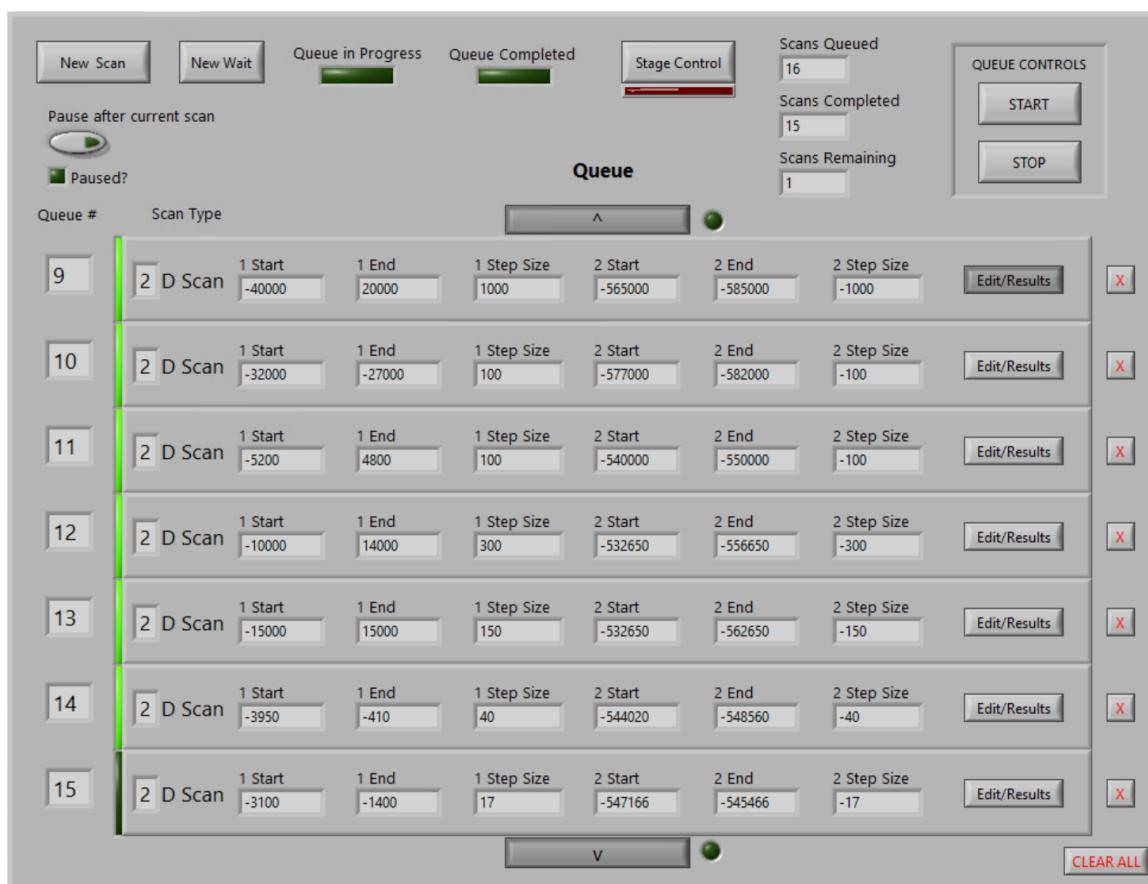 New Scan New Wait Queue in Progress Queue Completed Stage Control Scans Queued
16
QUEUE CONTROLS
START
STOP
Scans Completed
15
Scans Remaining
1
Pause after current scan
Paused?
Queue
Queue # Scan Type
^
9 2 D Scan 1 Start -40000 1 End 20000 1 Step Size 1000 2 Start -565000 2 End -585000 2 Step Size -1000 Edit/Results X
10 2 D Scan 1 Start -32000 1 End -27000 1 Step Size 100 2 Start -577000 2 End -582000 2 Step Size -100 Edit/Results X
11 2 D Scan 1 Start -5200 1 End 4800 1 Step Size 100 2 Start -540000 2 End -550000 2 Step Size -100 Edit/Results X
12 2 D Scan 1 Start -10000 1 End 14000 1 Step Size 300 2 Start -532650 2 End -556650 2 Step Size -300 Edit/Results X
13 2 D Scan 1 Start -15000 1 End 15000 1 Step Size 150 2 Start -532650 2 End -562650 2 Step Size -150 Edit/Results X
14 2 D Scan 1 Start -3950 1 End -410 1 Step Size 40 2 Start -544020 2 End -548560 2 Step Size -40 Edit/Results X
15 2 D Scan 1 Start -3100 1 End -1400 1 Step Size 17 2 Start -547166 2 End -545466 2 Step Size -17 Edit/Results X
v
CLEAR ALL